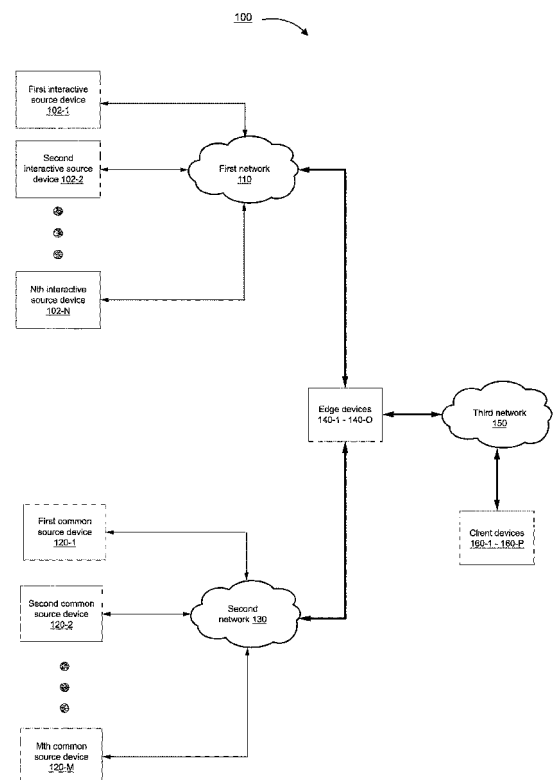 100
First interactive
source device
102-1
Second
interactive source
device 102-2
Nth interactive
source device
102-N
First network
110
Edge devices
140-1 - 140-O
Third network
150
Client devices
160-1 - 160-P
First common
source device
120-1
Second common
source device
120-2
Mth common
source device
120-M
Second
network 130